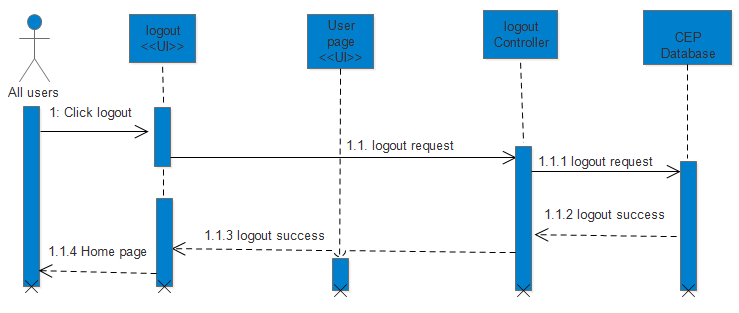 logout
<<UI>>
User
page
<<UI>>
logout
Controller
CEP
Database
All users
1: Click logout
1.1. logout request
1.1.1 logout request
1.1.2 logout success
1.1.3 logout success
1.1.4 Home page